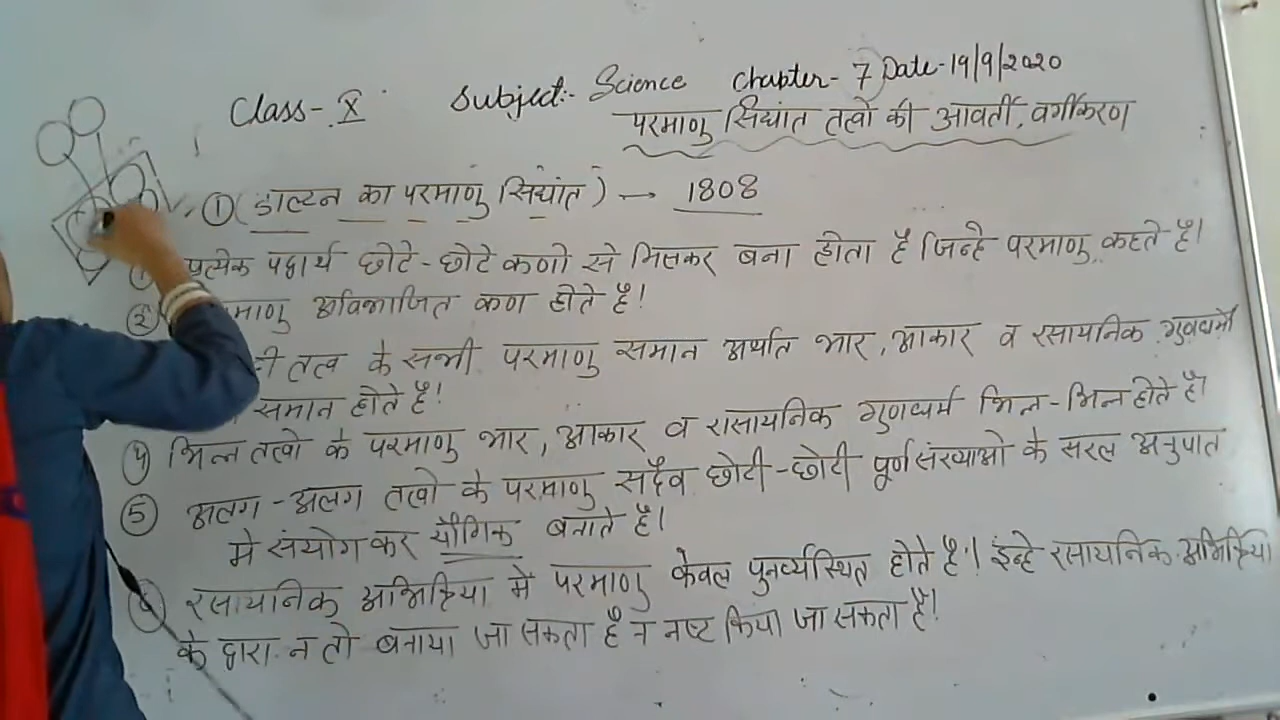 Class- X Subject:- Science Chapter- 7 Date-19/9/2020
परमाणु सिद्यांत तत्वो की आवर्ती, वर्गीकरण
① (डाल्टन का परमाणु सिद्यांत) → 1808
प्रत्येक पदार्थ छोटे-छोटे कणो से मिलकर बना होता है जिन्हे परमाणु कहते है।
② माणु अविभाजित कण होते है!
तत्व के सभी परमाणु समान अर्थात भार, आकार व रसायनिक गुणधर्मो
समान होते है!
④ भिन्न तत्वो के परमाणु भार, आकार व रासायनिक गुणधर्म भिन्न-भिन्न होते है।
⑤ अलग-अलग तत्वो के परमाणु सदैव छोटी-छोटी पूर्णसंख्याओ के सरल अनुपात
मे संयोग कर यौगिक बनाते है।
रसायनिक अभिक्रिया मे परमाणु केवल पुनर्व्यस्थित होते है। इन्हे रसायनिक अभिक्रिया
के द्वारा न तो बनाया जा सकता है न नष्ट किया जा सकता है।